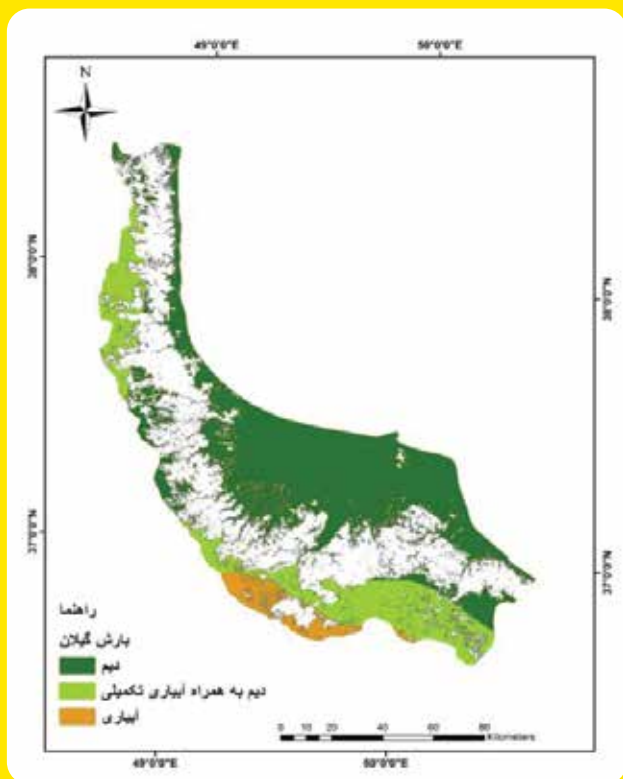 49°0'0"E 50°0'0"E
N
38°0'0"N
38°0'0"N
37°0'0"N
37°0'0"N
راهنما
بارش گیلان
دیم
دیم به همراه آبیاری تکمیلی
آبیاری
0 5 10 20 40 60 80
Kilometers
49°0'0"E 50°0'0"E